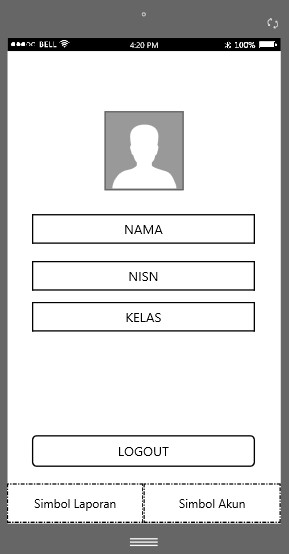 BELL 4:20 PM 100%
NAMA
NISN
KELAS
LOGOUT
Simbol Laporan Simbol Akun